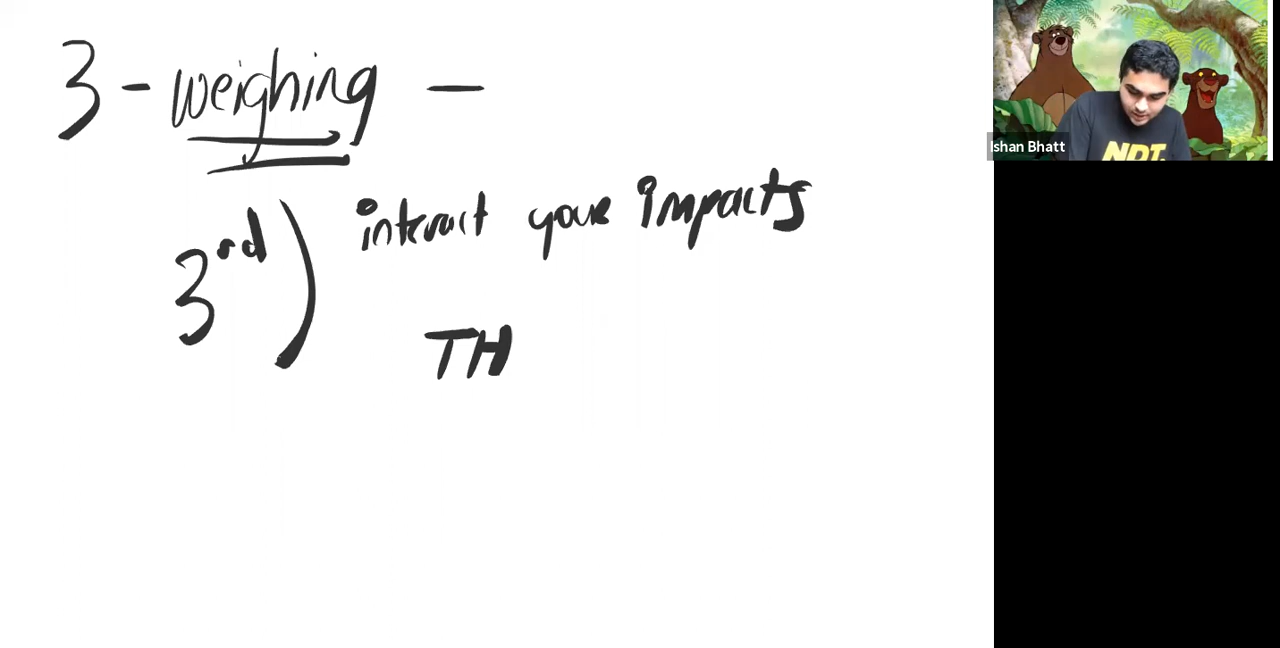 3 - weighing -
3rd) interact your impacts
TH
Ishan Bhatt
NDT.